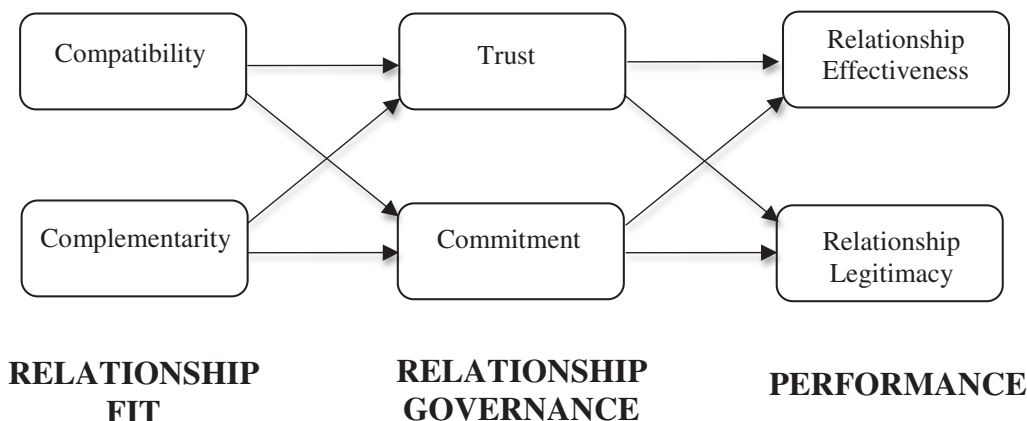 Compatibility
Trust
Relationship
Effectiveness
Complementarity
Commitment
Relationship
Legitimacy
RELATIONSHIP
FIT
RELATIONSHIP
GOVERNANCE
PERFORMANCE